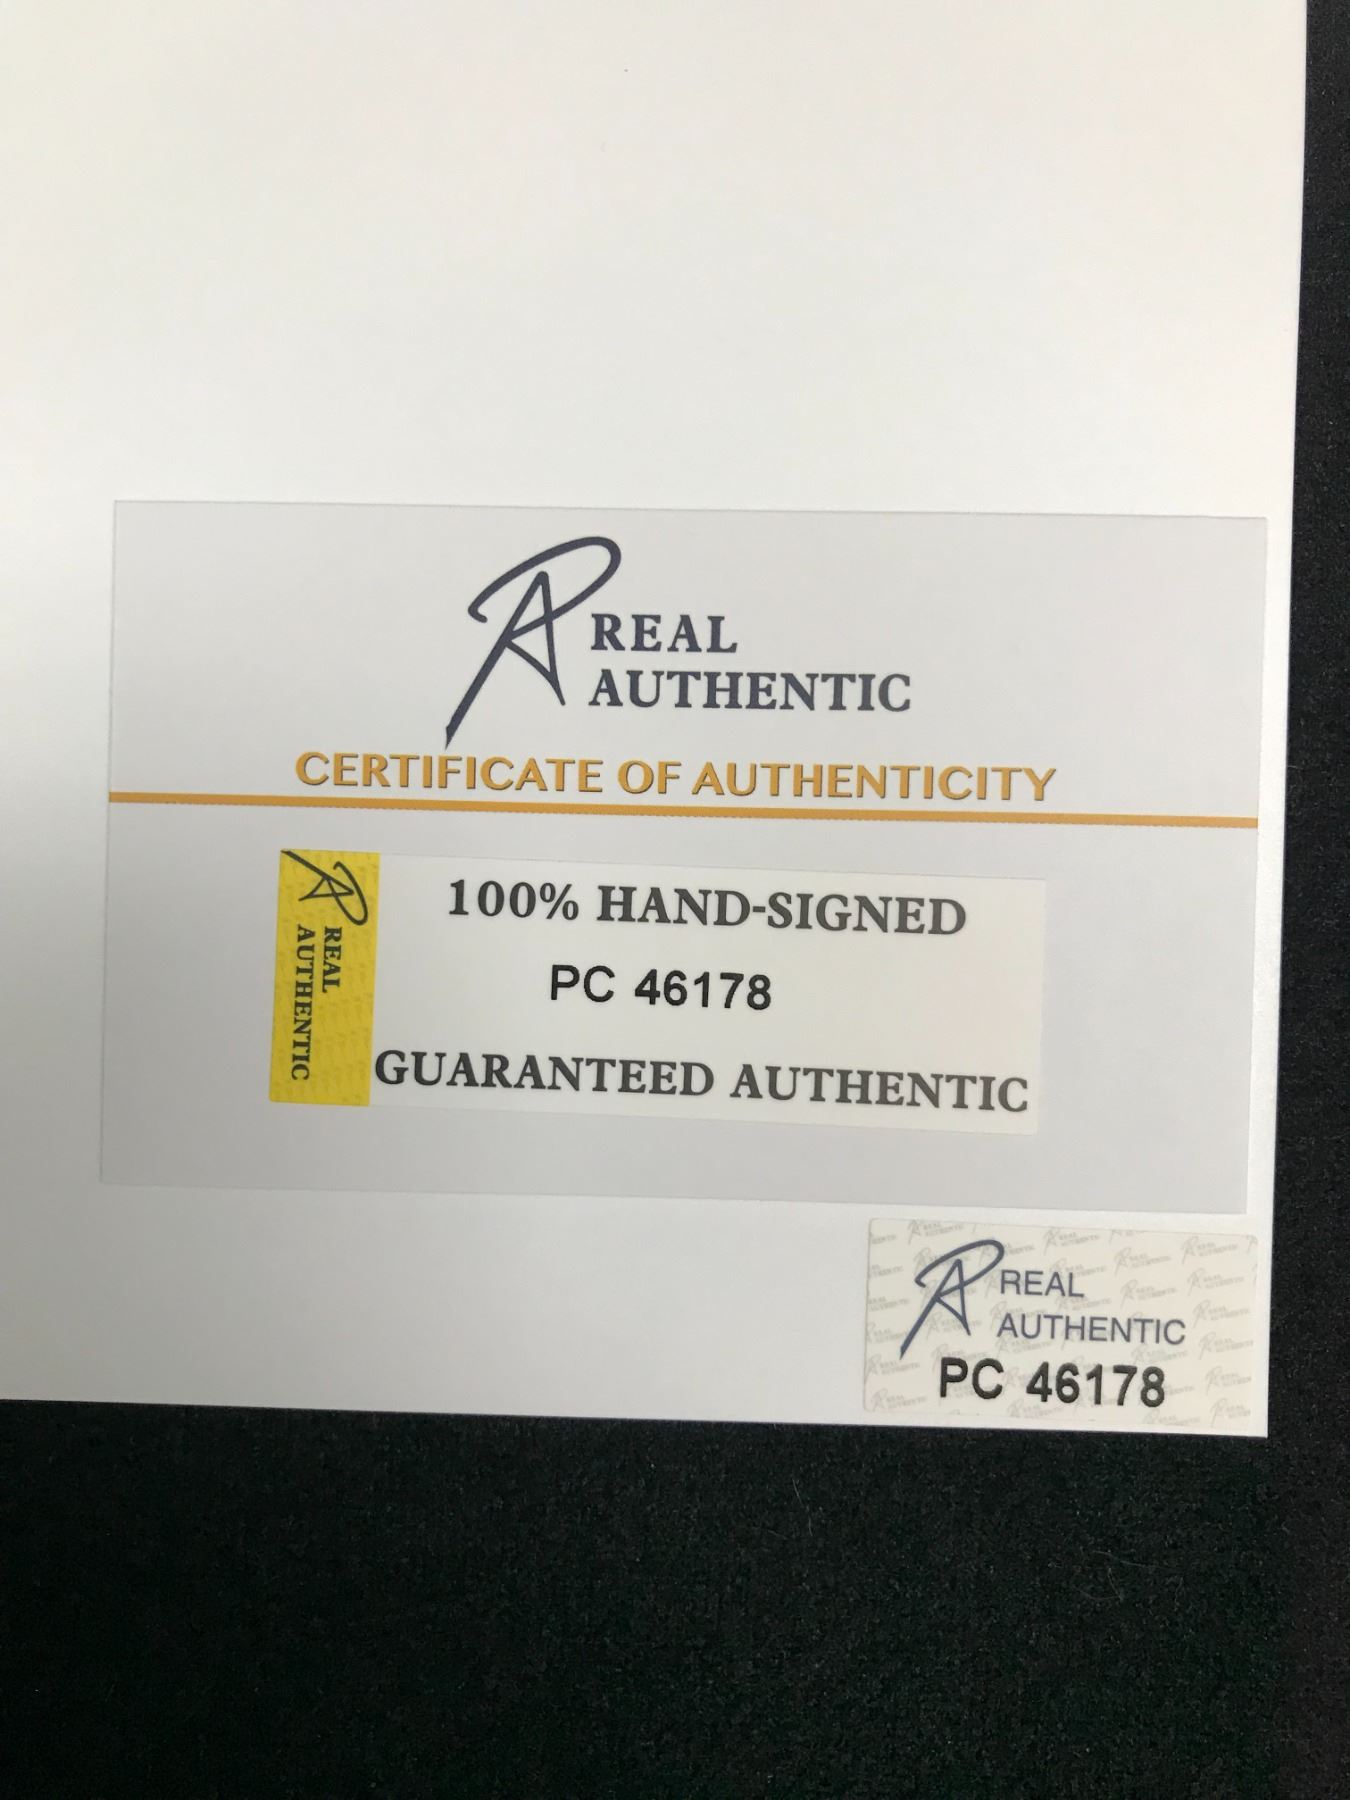 REAL
AUTHENTIC
CERTIFICATE OF AUTHENTICITY
REAL
AUTHENTIC
100% HAND-SIGNED
PC 46178
GUARANTEED AUTHENTIC
REAL
AUTHENTIC
PC 46178